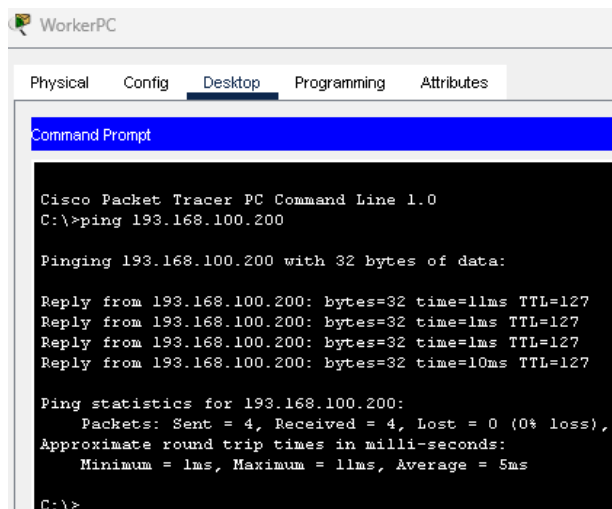 WorkerPC
Physical Config Desktop Programming Attributes
Command Prompt
Cisco Packet Tracer PC Command Line 1.0
C:\>ping 193.168.100.200
Pinging 193.168.100.200 with 32 bytes of data:
Reply from 193.168.100.200: bytes=32 time=11ms TTL=127
Reply from 193.168.100.200: bytes=32 time=1ms TTL=127
Reply from 193.168.100.200: bytes=32 time=1ms TTL=127
Reply from 193.168.100.200: bytes=32 time=10ms TTL=127
Ping statistics for 193.168.100.200:
Packets: Sent = 4, Received = 4, Lost = 0 (0% loss),
Approximate round trip times in milli-seconds:
Minimum = 1ms, Maximum = 11ms, Average = 5ms
C:\>